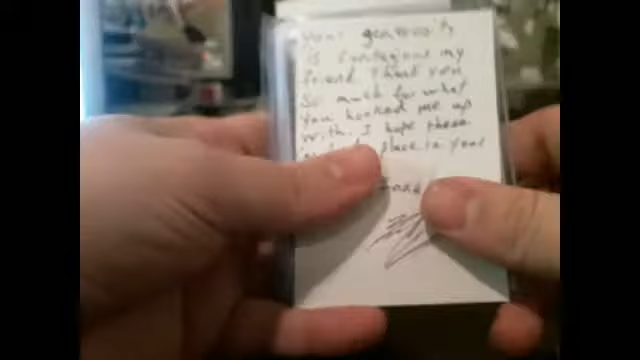 your generosity
is contagious my
friend. Thank you
so much for what
you hooked me up
with. I hope these
place in your